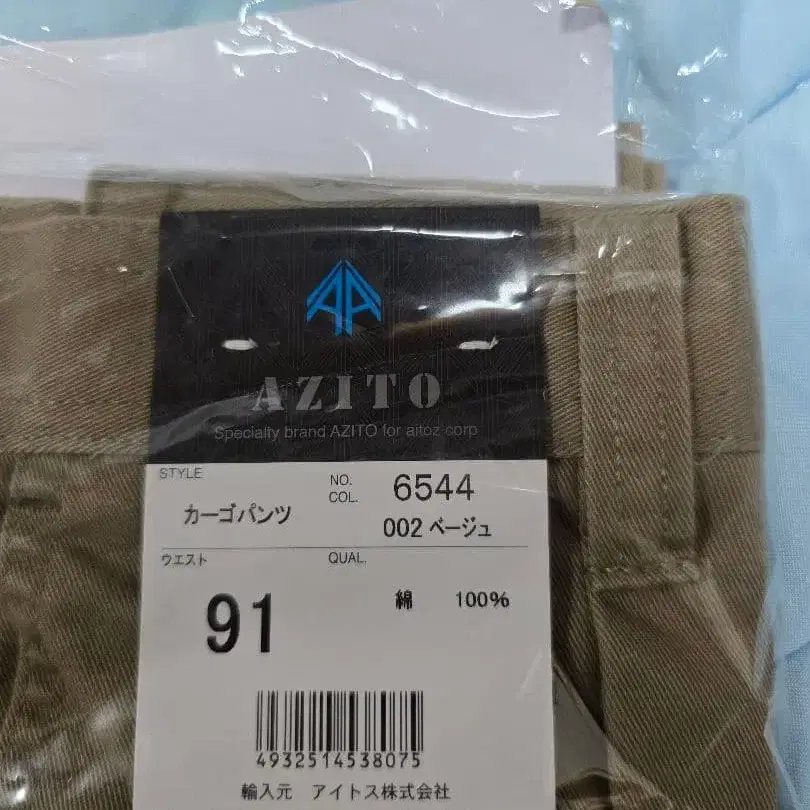 AZITO
Specialty brand AZITO for aitoz corp
STYLE
カーゴパンツ
NO. 6544
COL. 002 ベージュ
ウエスト
91
QUAL.
綿 100%
4932514538075
輸入元 アイトス株式会社